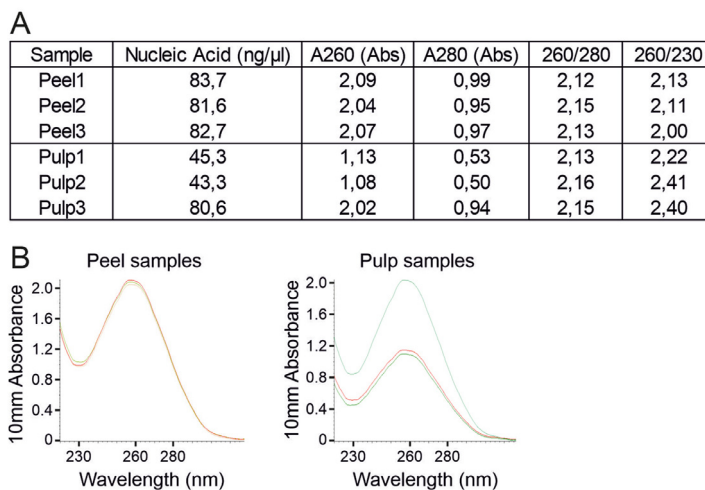 A
Sample Nucleic Acid (ng/µl) A260 (Abs) A280 (Abs) 260/280 260/230
Peel1 83,7 2,09 0,99 2,12 2,13
Peel2 81,6 2,04 0,95 2,15 2,11
Peel3 82,7 2,07 0,97 2,13 2,00
Pulp1 45,3 1,13 0,53 2,13 2,22
Pulp2 43,3 1,08 0,50 2,16 2,41
Pulp3 80,6 2,02 0,94 2,15 2,40
B
Peel samples
10mm Absorbance
2.0
1.6
1.2
0.8
0.4
0
230 260 280
Wavelength (nm)
Pulp samples
10mm Absorbance
2.0
1.6
1.2
0.8
0.4
0
230 260 280
Wavelength (nm)